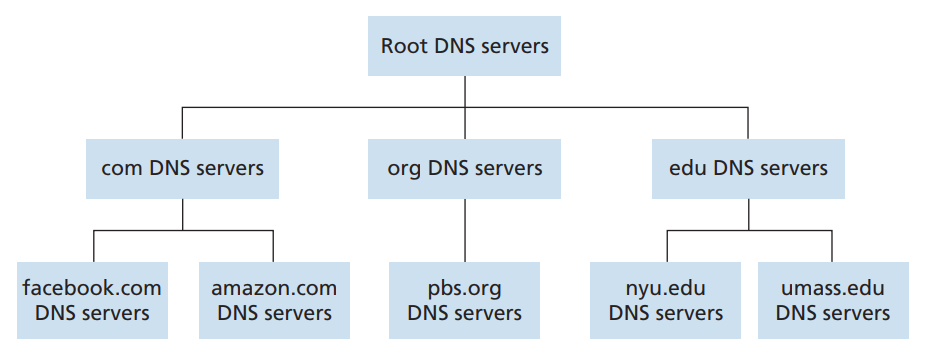 Root DNS servers
com DNS servers
org DNS servers
edu DNS servers
facebook.com
DNS servers
amazon.com
DNS servers
pbs.org
DNS servers
nyu.edu
DNS servers
umass.edu
DNS servers